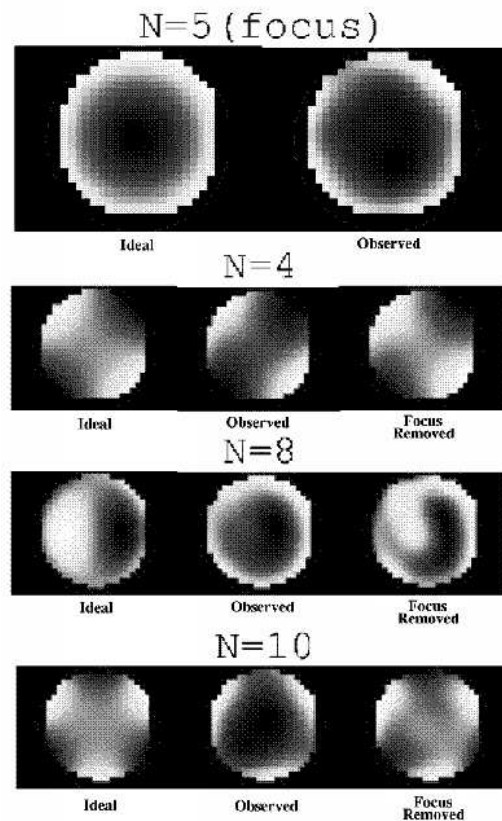 N=5(focus)
Ideal
Observed
N=4
Ideal
Observed
Focus
Removed
N=8
Ideal
Observed
Focus
Removed
N=10
Ideal
Observed
Focus
Removed